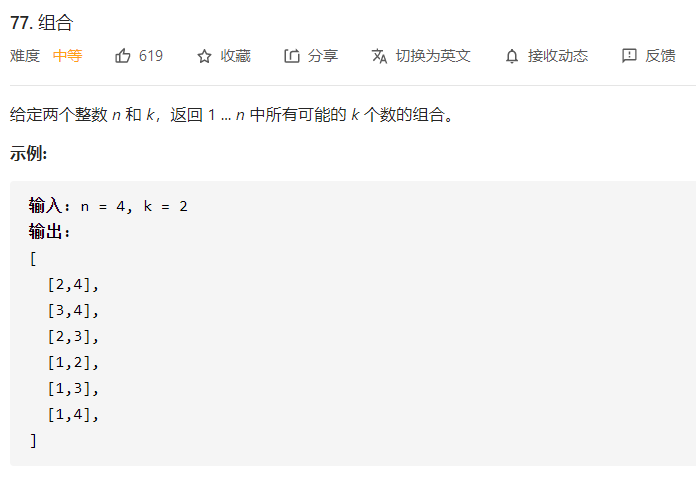 77. 组合
难度 中等 619 收藏 分享 切换为英文 接收动态 反馈
给定两个整数 n 和 k，返回 1 ... n 中所有可能的 k 个数的组合。
示例:
输入: n = 4, k = 2
输出:
[
[2,4],
[3,4],
[2,3],
[1,2],
[1,3],
[1,4],
]